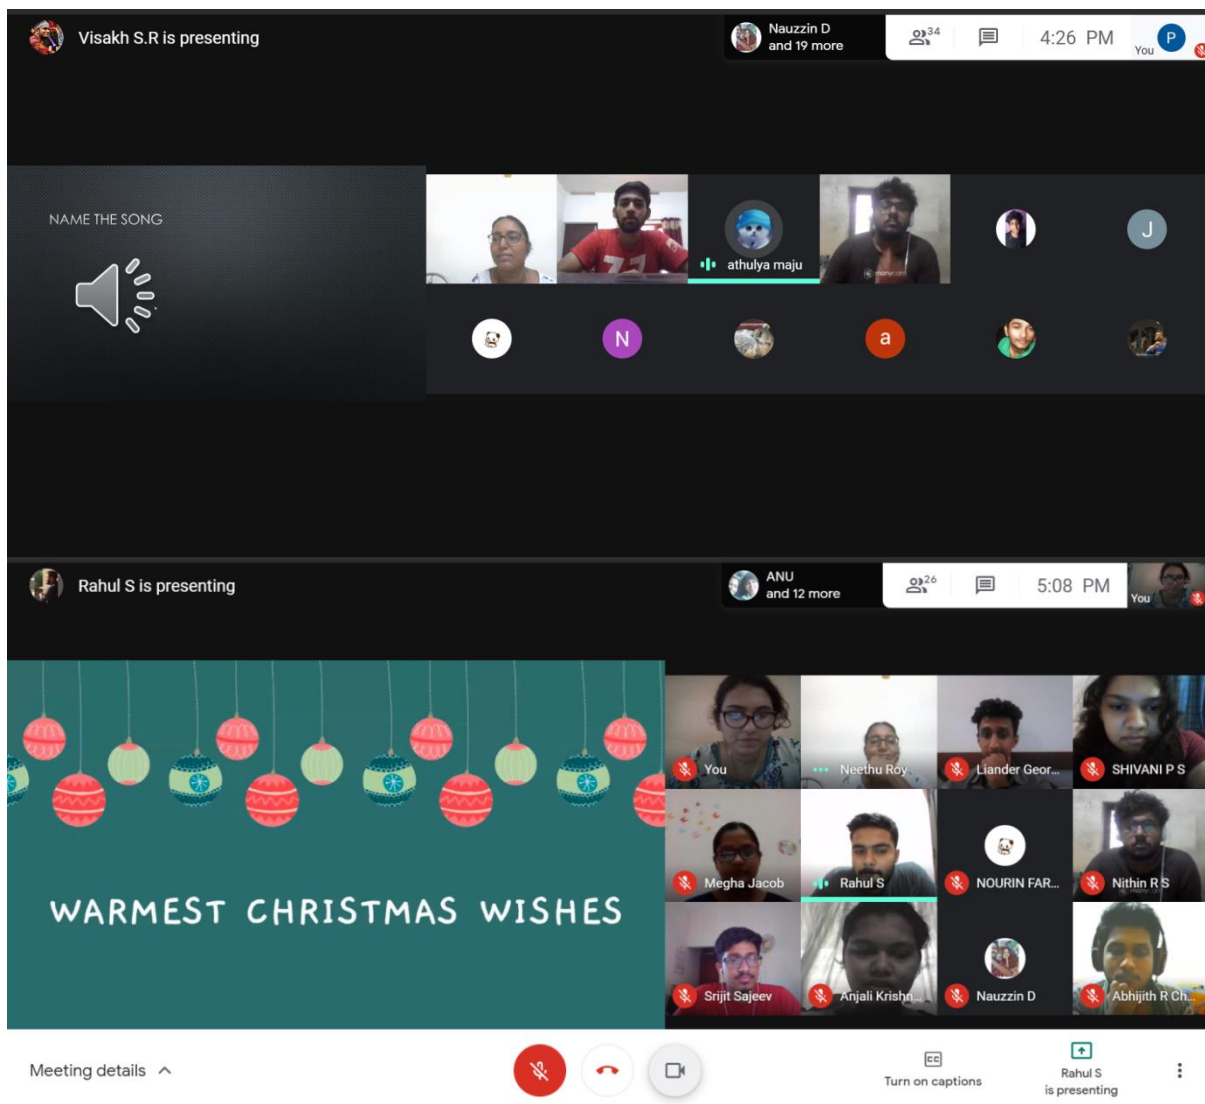 Visakh S.R is presenting
Nauzzin D
and 19 more
34
4:26 PM
You
P
NAME THE SONG
athulya maju
manycam
J
N
a
Rahul S is presenting
ANU
and 12 more
26
5:08 PM
You
WARMEST CHRISTMAS WISHES
You
Neethu Roy
Liander Geor...
SHIVANI P S
Megha Jacob
Rahul S
NOURIN FAR...
Nithin R S
Srijit Sajeev
Anjali Krishn...
Nauzzin D
Abhijith R Ch...
Meeting details
CC
Turn on captions
Rahul S
is presenting